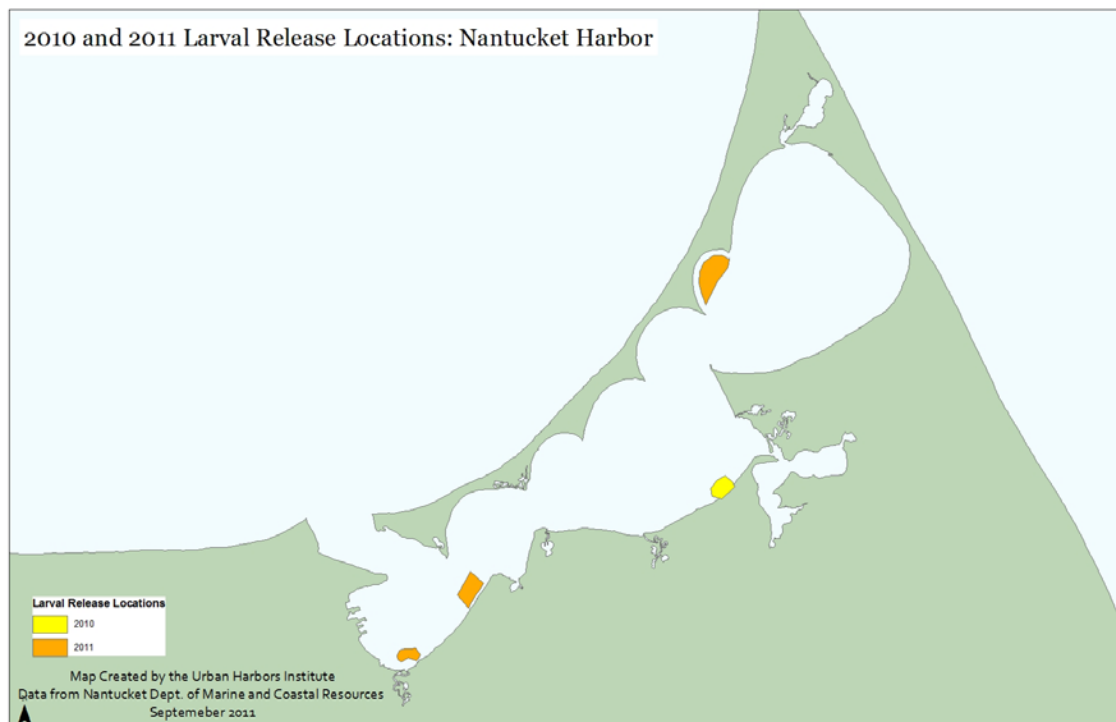 2010 and 2011 Larval Release Locations: Nantucket Harbor
Larval Release Locations
2010
2011
Map Created by the Urban Harbors Institute
Data from Nantucket Dept. of Marine and Coastal Resources
Septemeber 2011